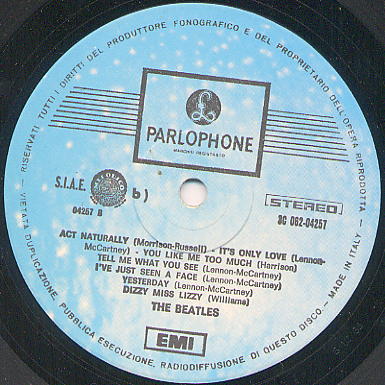 RISERVATI TUTTI I DIRITTI DEL PRODUTTORE FONOGRAFICO E DEL PROPRIETARIO DELL'OPERA RIPRODOTTA
£
PARLOPHONE
MARCHIO REGISTRATO
S.I.A.E. b)
04257 B
STEREO
3C 062-04257
ACT NATURALLY (Morrison-Russell) - IT'S ONLY LOVE (Lennon-
McCartney) - YOU LIKE ME TOO MUCH (Harrison)
TELL ME WHAT YOU SEE (Lennon-McCartney)
I'VE JUST SEEN A FACE (Lennon-McCartney)
YESTERDAY (Lennon-McCartney)
DIZZY MISS LIZZY (Williams)
THE BEATLES
EMI
— VIETATA DUPLICAZIONE, PUBBLICA ESECUZIONE, RADIODIFFUSIONE DI QUESTO DISCO — MADE IN ITALY —